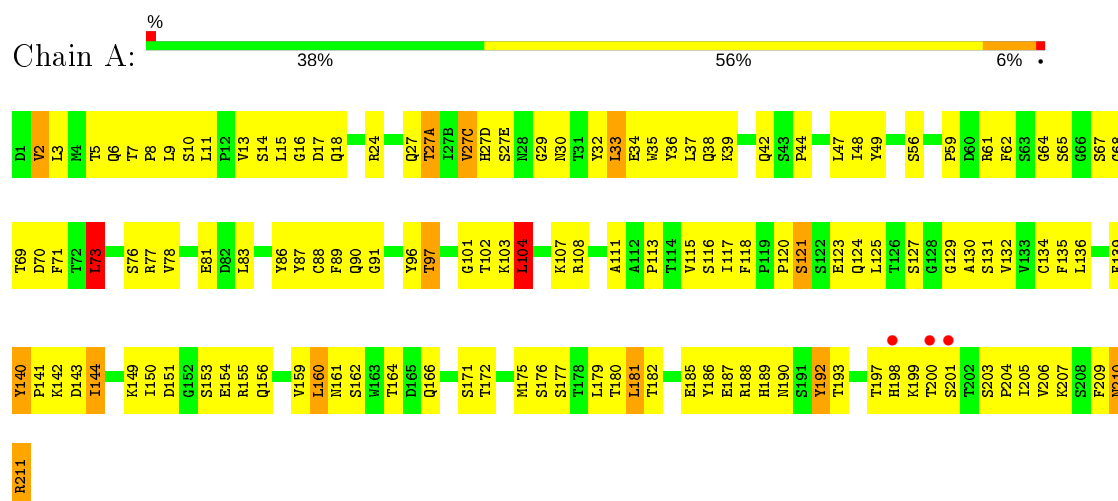 %
Chain A:
38% 56% 6% •
D1 V2 L3 M4 T5 Q6 T7 P8 L9 S10 L11 P12 V13 S14 L15 G16 D17 Q18 R24 Q27 T27A I27B V27C H27D S27E N28 G29 N30 T31 Y32 L33 E34 W35 Y36 L37 Q38 K39 Q42 S43 P44 L47 I48 Y49 S56 P59 D60 R61 F62 S63 G64 S65 G66 S67 G68
T69 D70 F71 T72 L73 S76 R77 V78 E81 D82 L83 Y86 Y87 C88 F89 Q90 G91 Y96 T97 G101 T102 K103 L104 K107 R108 A111 A112 P113 T114 V115 S116 I117 F118 P119 P120 S121 S122 E123 Q124 L125 T126 S127 G128 G129 A130 S131 V132 V133 C134 F135 L136 F139
Y140 P141 K142 D143 I144 K149 I150 D151 G152 S153 E154 R155 Q156 V159 L160 N161 S162 W163 T164 D165 Q166 S171 T172 M175 S176 S177 T178 L179 T180 L181 T182 E185 Y186 E187 R188 H189 N190 S191 Y192 T193 T197 H198 K199 T200 S201 T202 S203 P204 I205 V206 K207 S208 F209 N210
R211